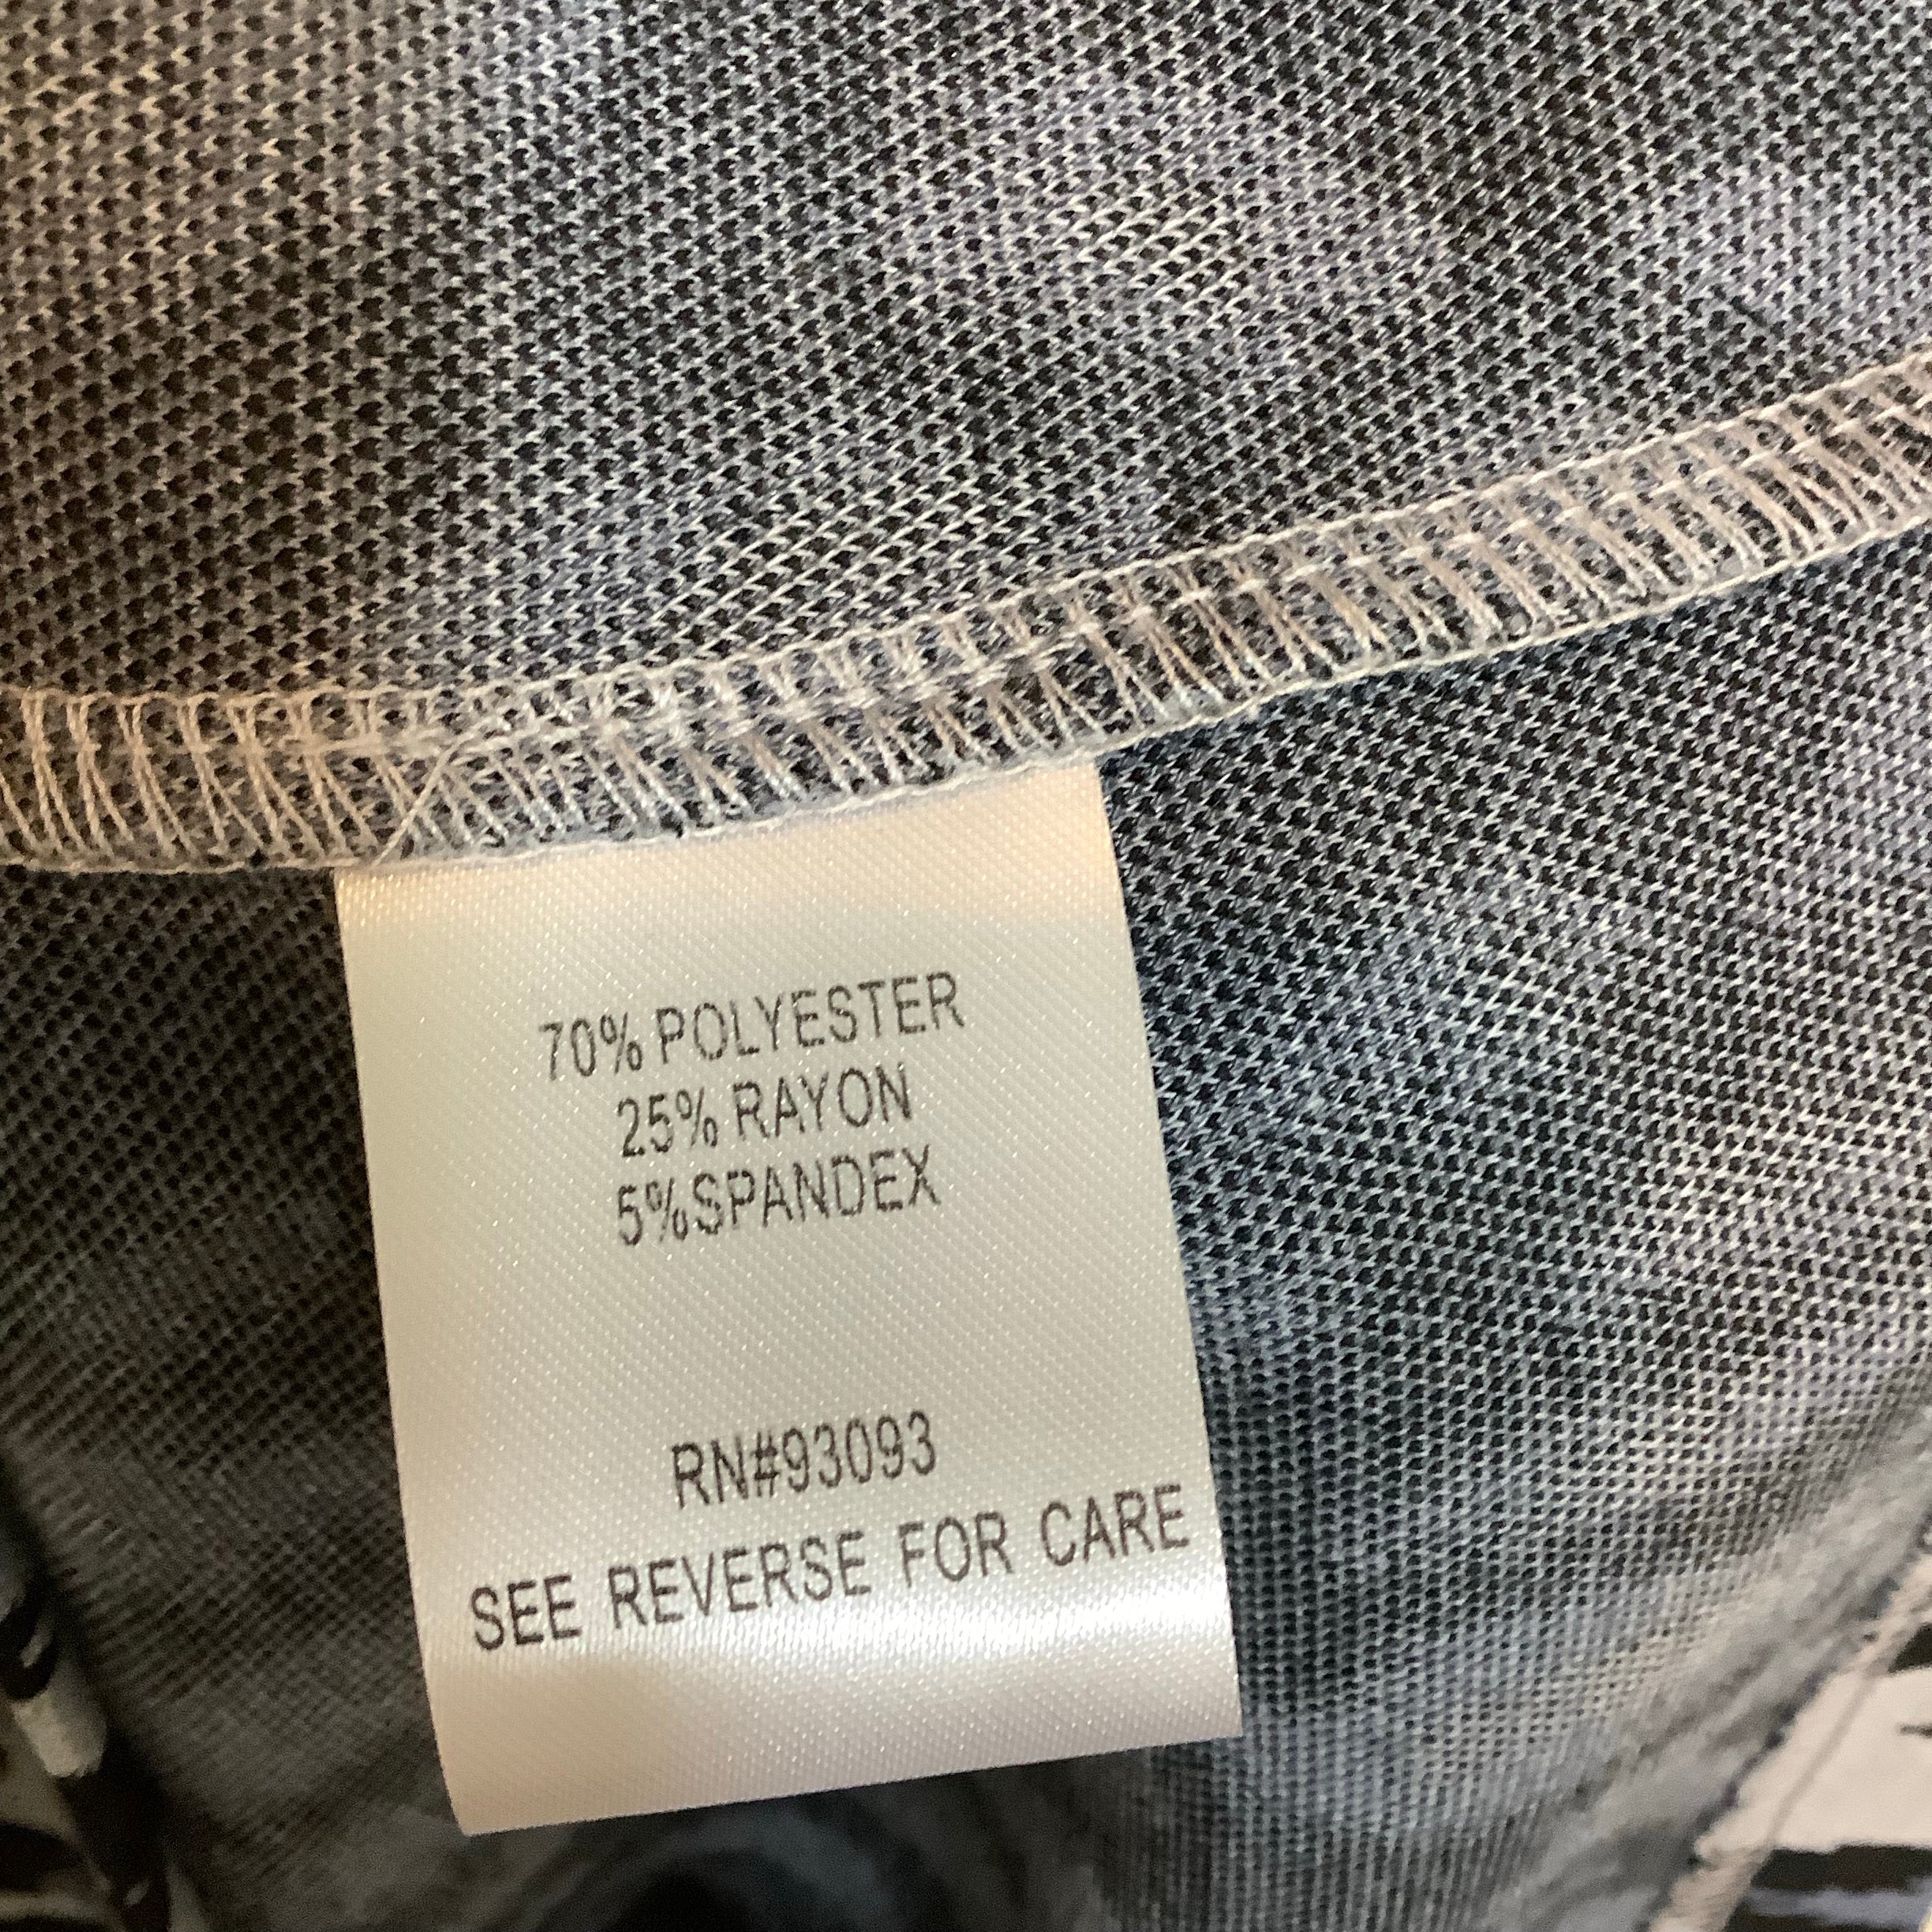 70% POLYESTER
25% RAYON
5%SPANDEX
RN#93093
SEE REVERSE FOR CARE